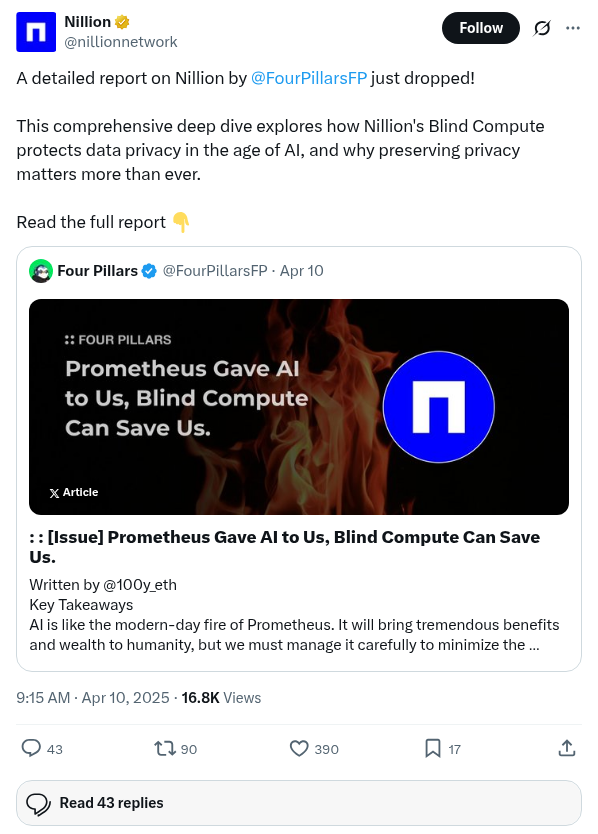 Nillion
@nillionnetwork
Follow
A detailed report on Nillion by @FourPillarsFP just dropped!
This comprehensive deep dive explores how Nillion's Blind Compute
protects data privacy in the age of AI, and why preserving privacy
matters more than ever.
Read the full report 👇
Four Pillars @FourPillarsFP · Apr 10
:: FOUR PILLARS
Prometheus Gave AI
to Us, Blind Compute
Can Save Us.
X Article
: : [Issue] Prometheus Gave AI to Us, Blind Compute Can Save
Us.
Written by @100y_eth
Key Takeaways
AI is like the modern-day fire of Prometheus. It will bring tremendous benefits
and wealth to humanity, but we must manage it carefully to minimize the ...
9:15 AM · Apr 10, 2025 · 16.8K Views
43 90 390 17
Read 43 replies